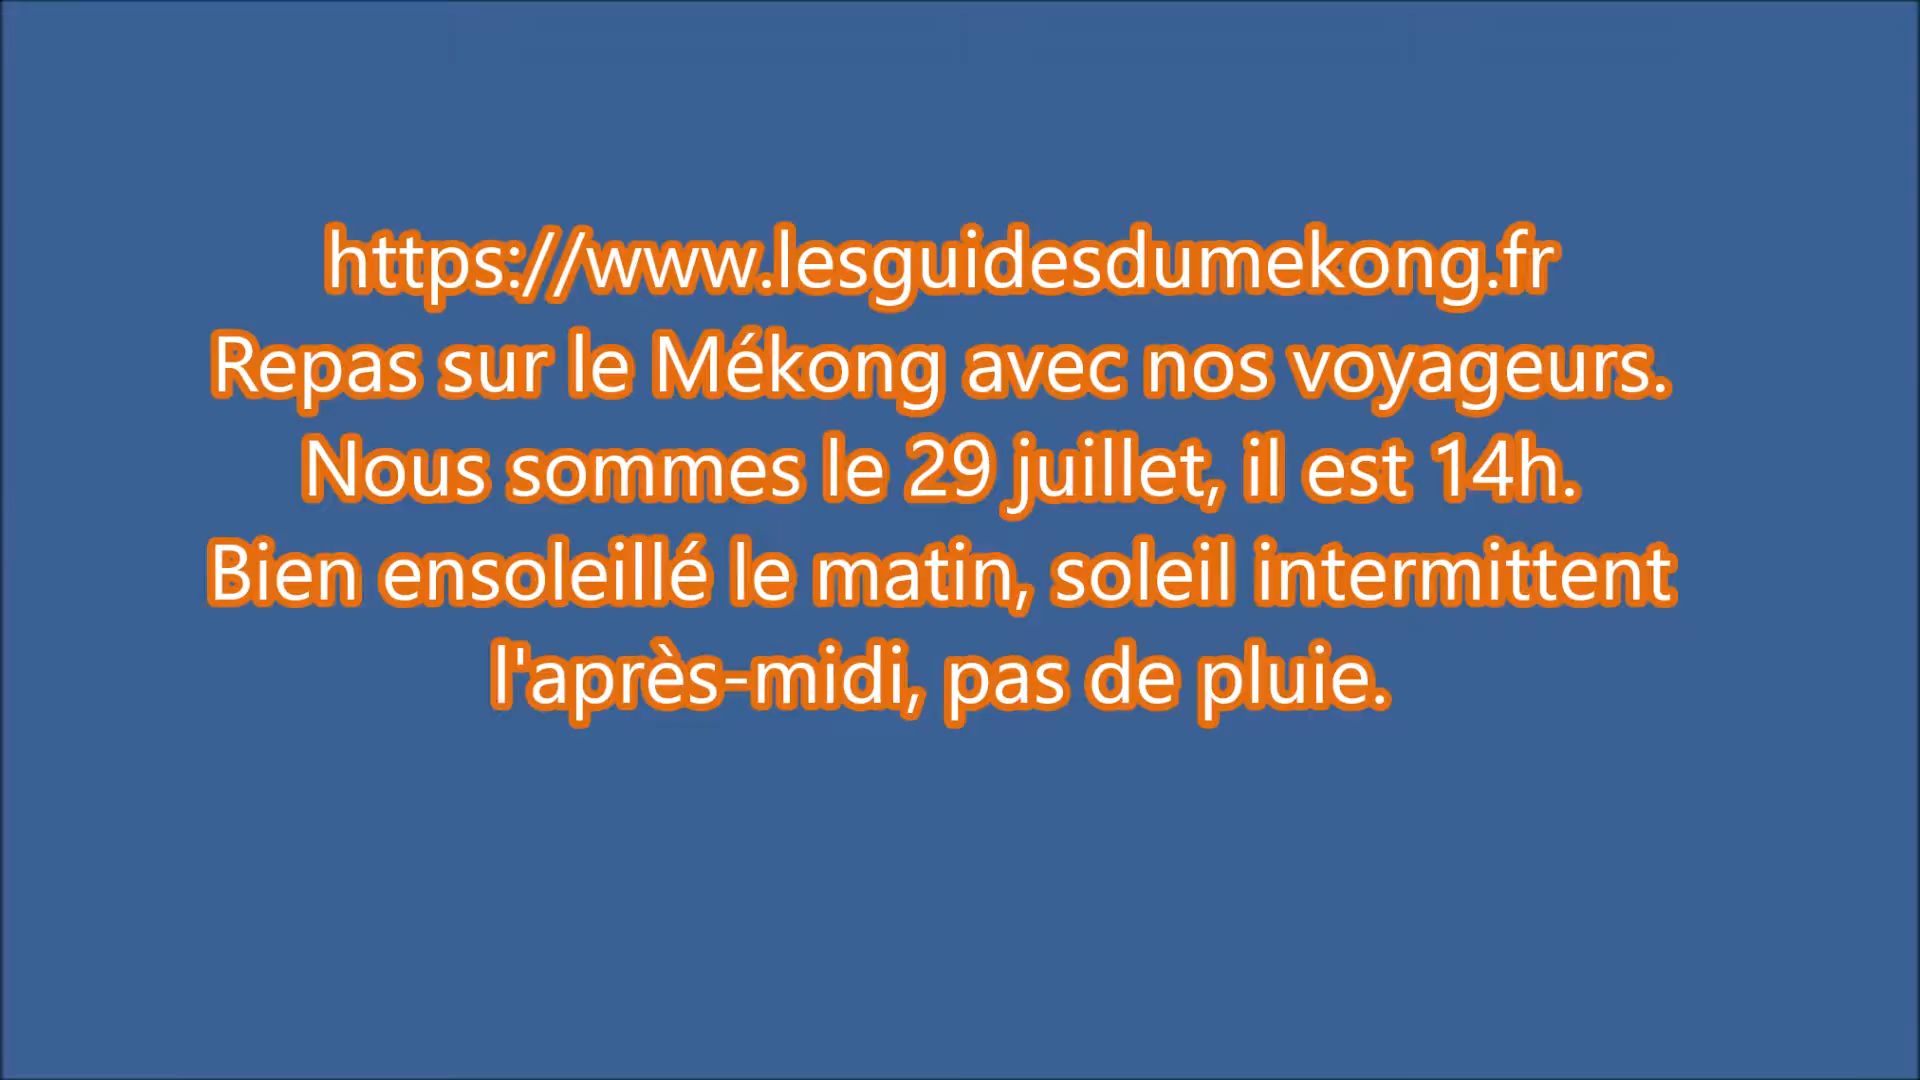 https://www.lesguidesdumekong.fr
Repas sur le Mékong avec nos voyageurs.
Nous sommes le 29 juillet, il est 14h.
Bien ensoleillé le matin, soleil intermittent
l'après-midi, pas de pluie.